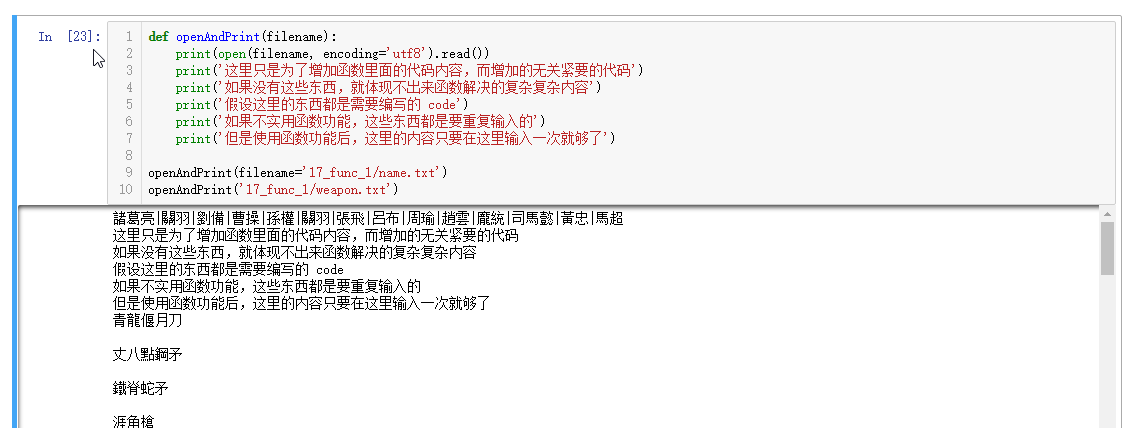 In [23]:
1 def openAndPrint(filename):
2     print(open(filename, encoding='utf8').read())
3     print('这里只是为了增加函数里面的代码内容，而增加的无关紧要的代码')
4     print('如果没有这些东西，就体现不出来函数解决的复杂复杂内容')
5     print('假设这里的东西都是需要编写的 code')
6     print('如果不实用函数功能，这些东西都是要重复输入的')
7     print('但是使用函数功能后，这里的内容只要在这里输入一次就够了')
8
9 openAndPrint(filename='17_func_1/name.txt')
10 openAndPrint('17_func_1/weapon.txt')
諸葛亮|關羽|劉備|曹操|孫權|關羽|張飛|呂布|周瑜|趙雲|龐統|司馬懿|黃忠|馬超
这里只是为了增加函数里面的代码内容，而增加的无关紧要的代码
如果没有这些东西，就体现不出来函数解决的复杂复杂内容
假设这里的东西都是需要编写的 code
如果不实用函数功能，这些东西都是要重复输入的
但是使用函数功能后，这里的内容只要在这里输入一次就够了
青龍偃月刀
丈八點鋼矛
鐵脊蛇矛
涯角槍